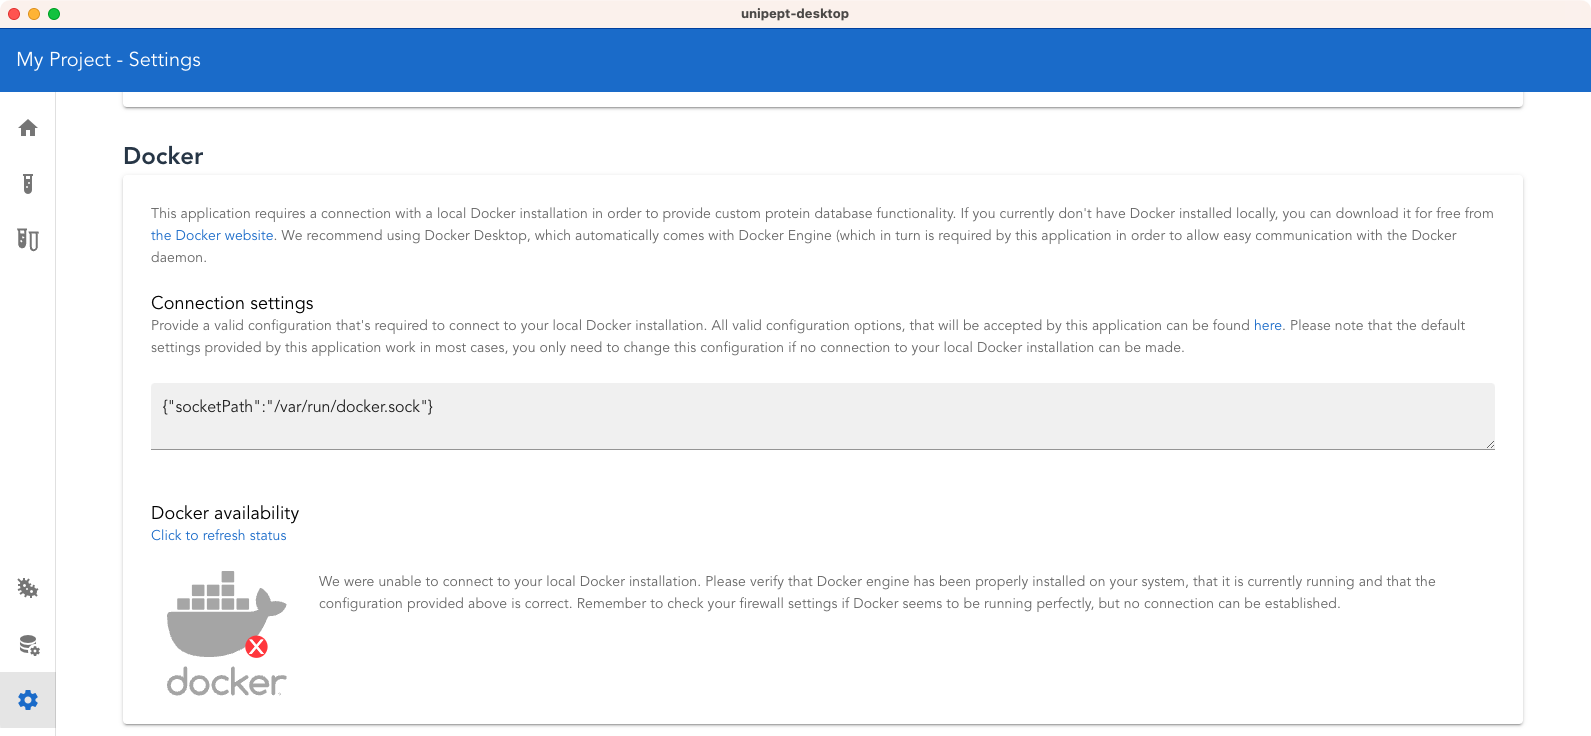 unipept-desktop
My Project - Settings
Docker
This application requires a connection with a local Docker installation in order to provide custom protein database functionality. If you currently don't have Docker installed locally, you can download it for free from
the Docker website. We recommend using Docker Desktop, which automatically comes with Docker Engine (which in turn is required by this application in order to allow easy communication with the Docker
daemon.
Connection settings
Provide a valid configuration that's required to connect to your local Docker installation. All valid configuration options, that will be accepted by this application can be found here. Please note that the default
settings provided by this application work in most cases, you only need to change this configuration if no connection to your local Docker installation can be made.
{"socketPath":"/var/run/docker.sock"}
Docker availability
Click to refresh status
We were unable to connect to your local Docker installation. Please verify that Docker engine has been properly installed on your system, that it is currently running and that the
configuration provided above is correct. Remember to check your firewall settings if Docker seems to be running perfectly, but no connection can be established.
docker